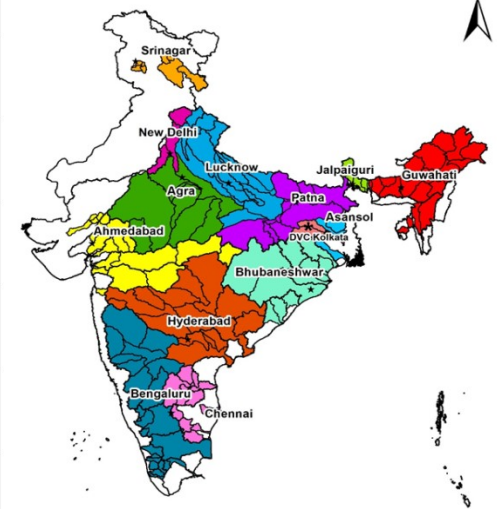 Srinagar
New Delhi
Lucknow
Jalpaiguri
Guwahati
Agra
Patna
Asansol
Ahmedabad
DVC Kolkata
Bhubaneshwar
Hyderabad
Bengaluru
Chennai